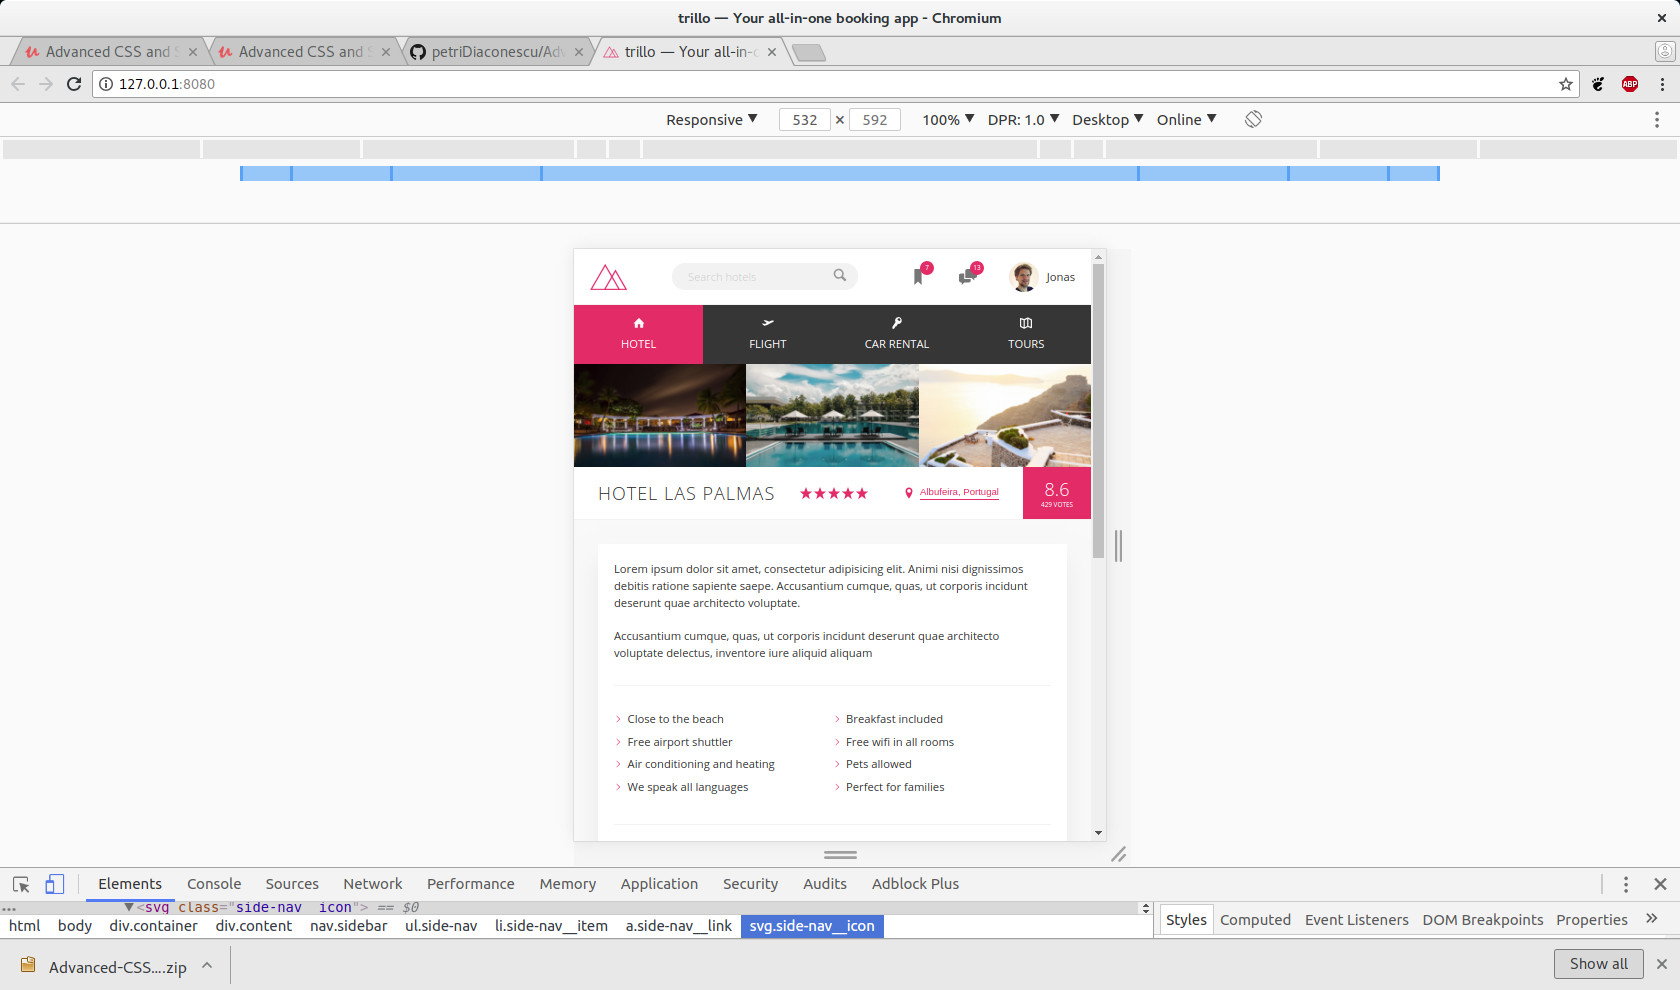 trillo — Your all-in-one booking app - Chromium
Advanced CSS and S
Advanced CSS and S
petriDiaconescu/Adv
trillo — Your all-in-o
127.0.0.1:8080
ABP
Responsive ▼ 532 × 592 100% ▼ DPR: 1.0 ▼ Desktop ▼ Online ▼
Search hotels
7
13
Jonas
HOTEL
FLIGHT
CAR RENTAL
TOURS
HOTEL LAS PALMAS
Albufeira, Portugal
8.6
429 VOTES
Lorem ipsum dolor sit amet, consectetur adipisicing elit. Animi nisi dignissimos
debitis ratione sapiente saepe. Accusantium cumque, quas, ut corporis incidunt
deserunt quae architecto voluptate.
Accusantium cumque, quas, ut corporis incidunt deserunt quae architecto
voluptate delectus, inventore iure aliquid aliquam
Close to the beach
Breakfast included
Free airport shuttler
Free wifi in all rooms
Air conditioning and heating
Pets allowed
We speak all languages
Perfect for families
Elements Console Sources Network Performance Memory Application Security Audits Adblock Plus
... ▼<svg class="side-nav__icon"> == $0
html body div.container div.content nav.sidebar ul.side-nav li.side-nav__item a.side-nav__link svg.side-nav__icon
Styles Computed Event Listeners DOM Breakpoints Properties »
Advanced-CSS....zip
Show all